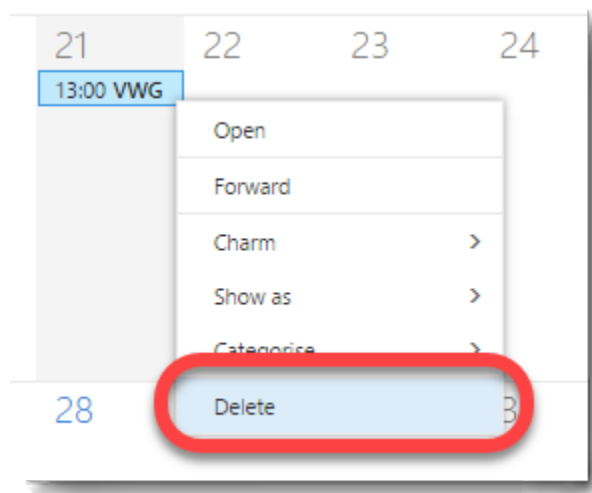 21 22 23 24
13:00 VWG
Open
Forward
Charm
Show as
Categorise
Delete
28